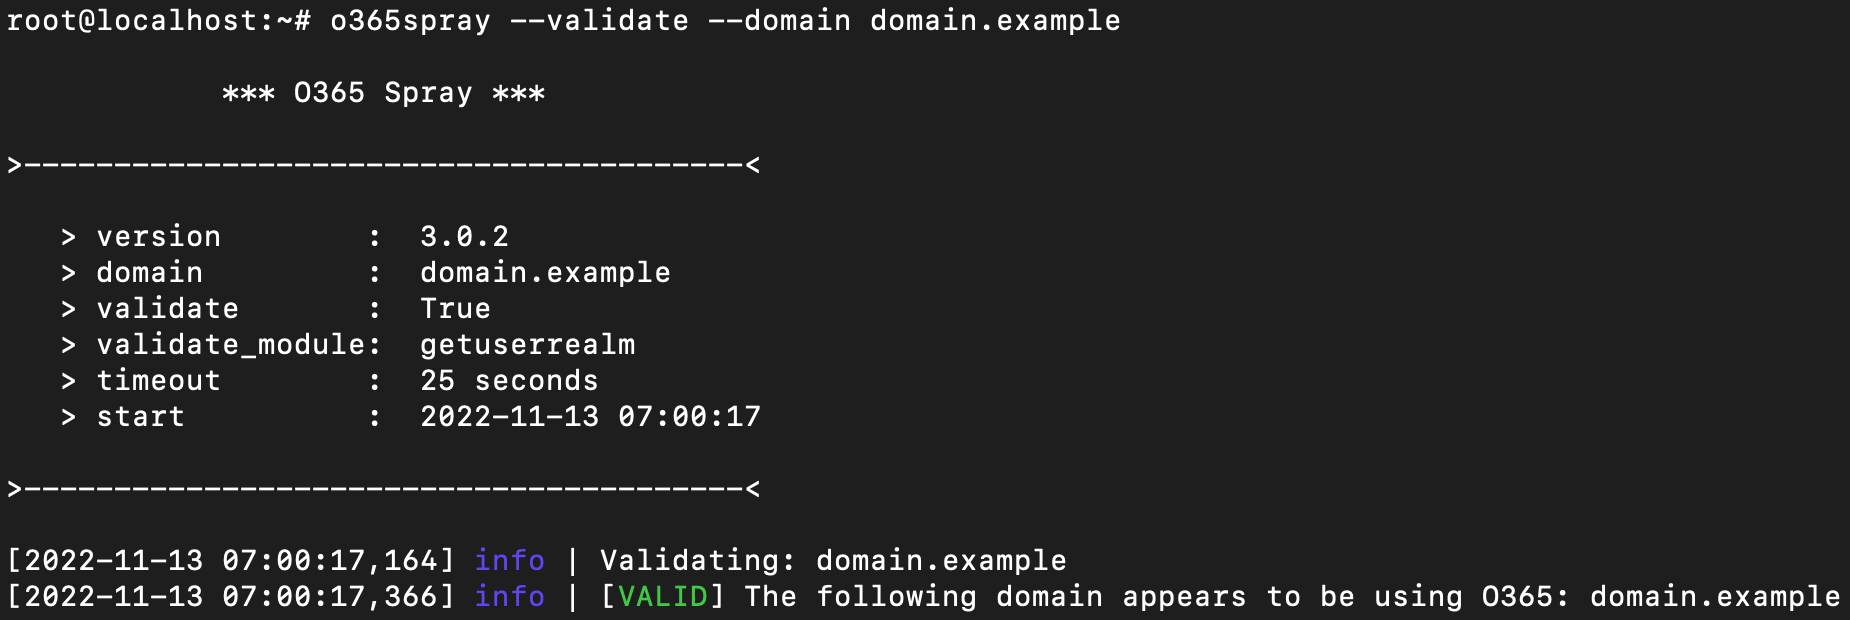 root@localhost:~# o365spray --validate --domain domain.example
*** O365 Spray ***
>----------------------------------------<
> version        :  3.0.2
> domain         :  domain.example
> validate       :  True
> validate_module:  getuserrealm
> timeout        :  25 seconds
> start          :  2022-11-13 07:00:17
>----------------------------------------<
[2022-11-13 07:00:17,164] info | Validating: domain.example
[2022-11-13 07:00:17,366] info | [VALID] The following domain appears to be using O365: domain.example